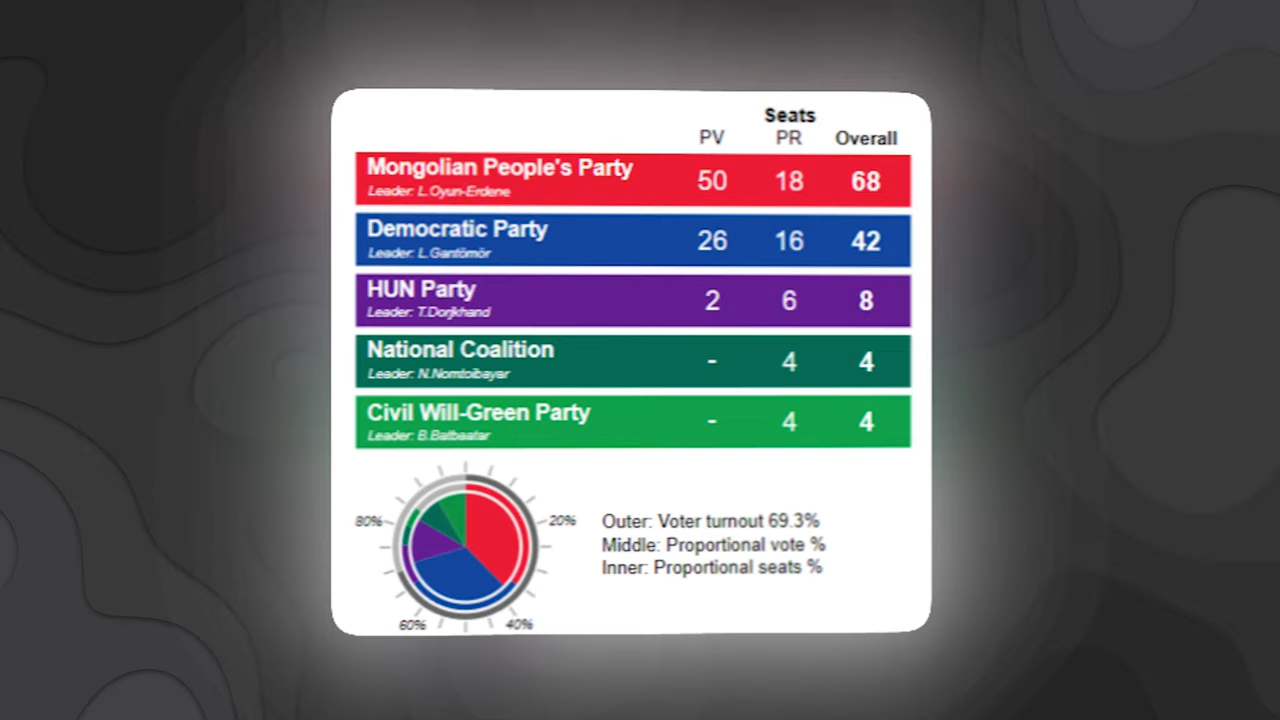 Seats
PV PR Overall
Mongolian People's Party 50 18 68
Leader: L.Oyun-Erdene
Democratic Party 26 16 42
Leader: L.Gantömör
HUN Party 2 6 8
Leader: T.Dorjkhand
National Coalition - 4 4
Leader: N.Nomtoibayar
Civil Will-Green Party - 4 4
Leader: B.Batbaatar
80% 20%
60% 40%
Outer: Voter turnout 69.3%
Middle: Proportional vote %
Inner: Proportional seats %